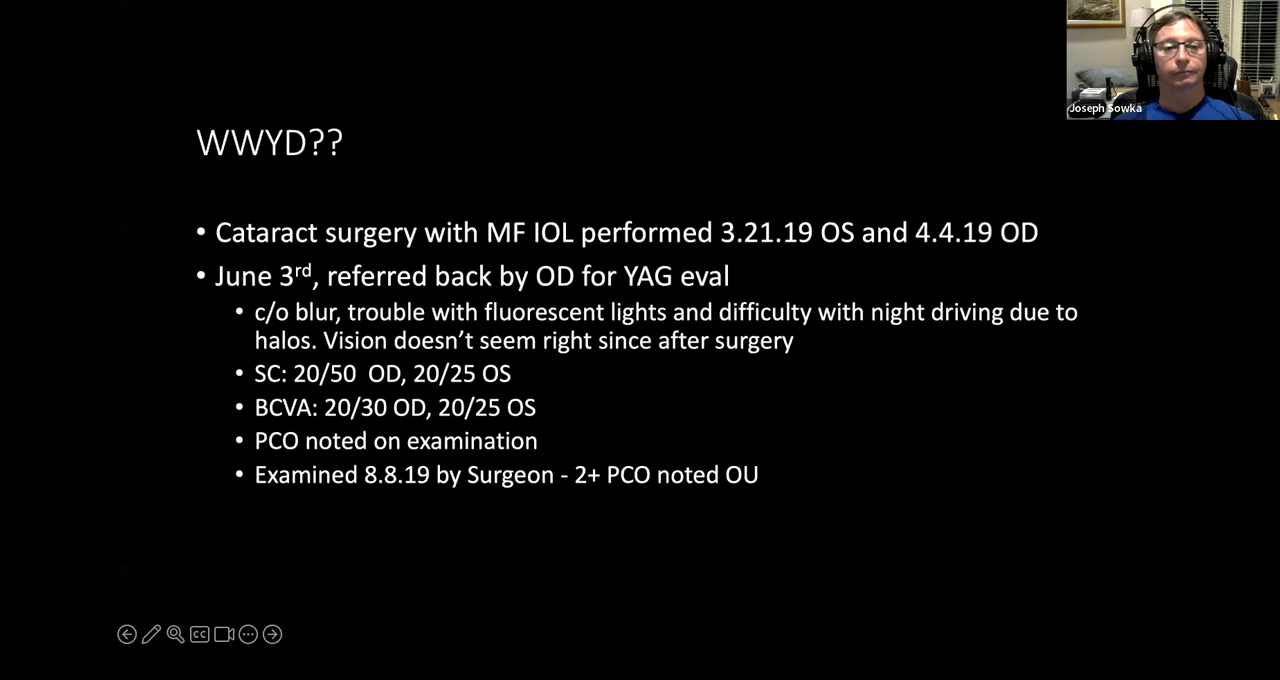 Joseph Sowka
WWYD??
• Cataract surgery with MF IOL performed 3.21.19 OS and 4.4.19 OD
• June 3rd, referred back by OD for YAG eval
• c/o blur, trouble with fluorescent lights and difficulty with night driving due to
halos. Vision doesn’t seem right since after surgery
• SC: 20/50 OD, 20/25 OS
• BCVA: 20/30 OD, 20/25 OS
• PCO noted on examination
• Examined 8.8.19 by Surgeon - 2+ PCO noted OU
CC